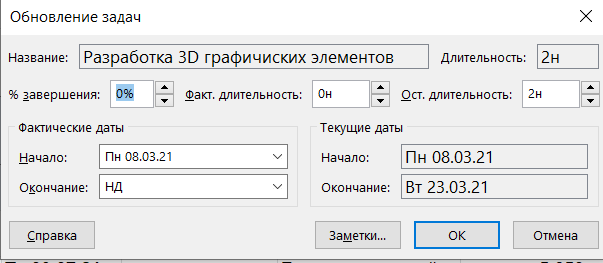 Обновление задач
Название: Разработка 3D графичиских элементов Длительность: 2н
% завершения: 0% Факт. длительность: 0н Ост. длительность: 2н
Фактические даты Текущие даты
Начало: Пн 08.03.21 Начало: Пн 08.03.21
Окончание: НД Окончание: Вт 23.03.21
Справка Заметки... ОК Отмена